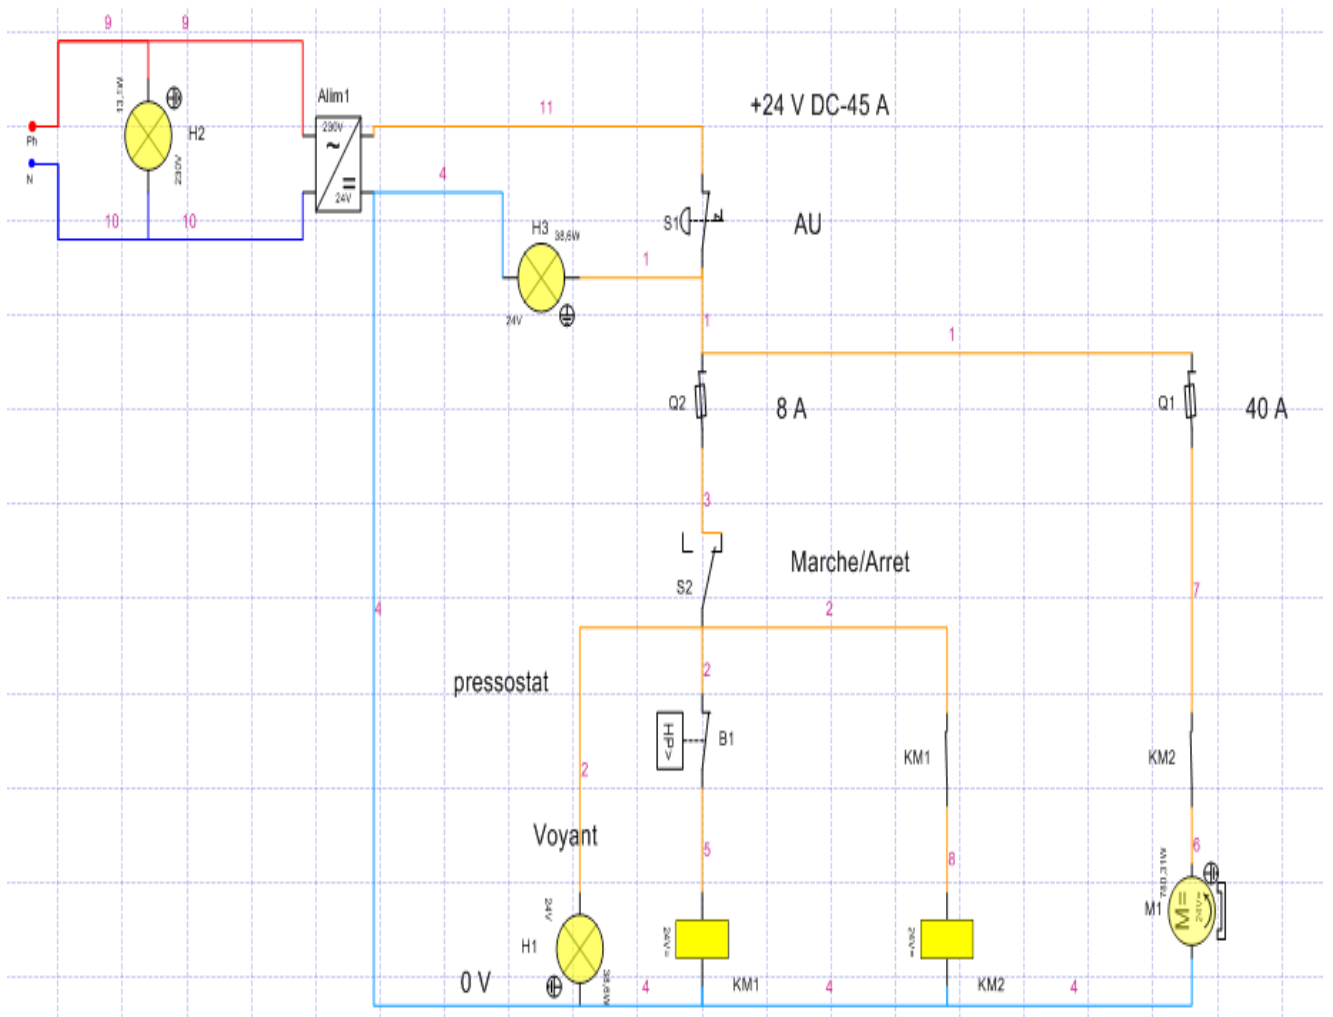 9 9
13,1W
Alim1
11
+24 V DC-45 A
Ph
H2
230V
~
N
230V
4
24V
10 10
S1
AU
H3
38,6W
1
24V
1
1
Q2
8 A
Q1
40 A
3
Marche/Arret
S2
7
4
2
2
pressostat
HP>
B1
KM1
KM2
2
Voyant
5
8
6
780,31W
24V
M1
M=
24V=
H1
24V=
24V=
0 V
38,6W
4
KM1
4
KM2
4